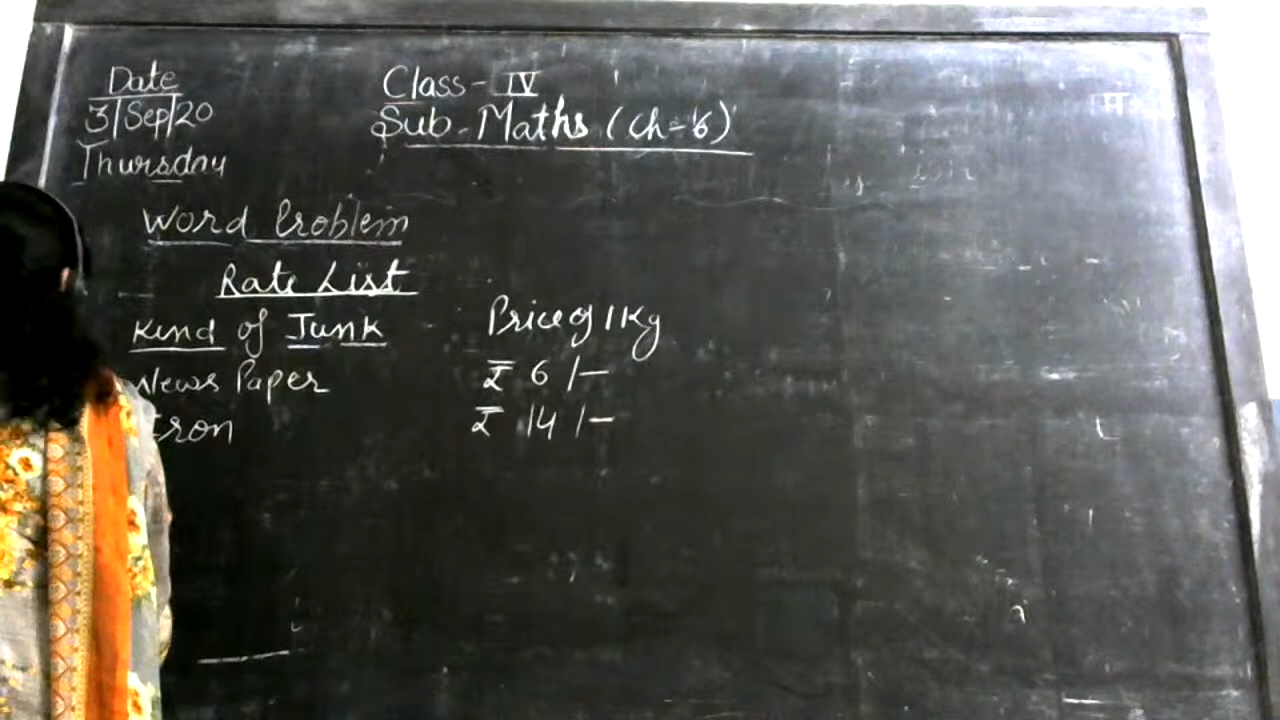 Date
3/Sep/20
Thursday
Class - IV
Sub - Maths (Ch-6)
Word Problem
Rate List
Kind of Junk - Price of 1 Kg
News Paper ₹ 6/-
Iron ₹ 14/-